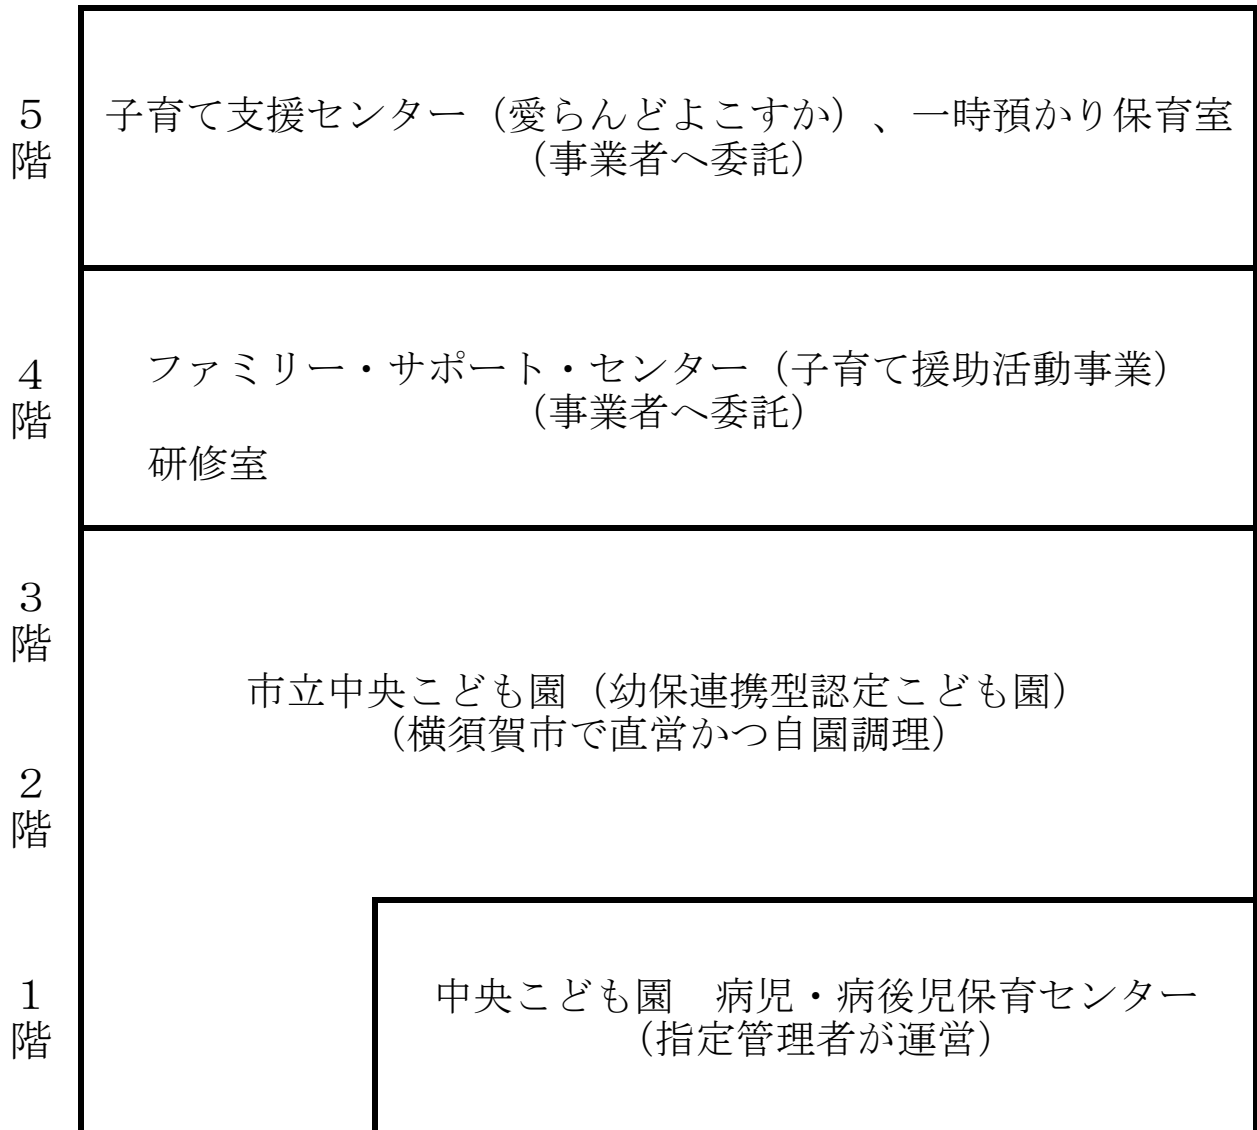 5階
子育て支援センター（愛らんどよこすか）、一時預かり保育室
（事業者へ委託）
4階
ファミリー・サポート・センター（子育て援助活動事業）
（事業者へ委託）
研修室
3階
市立中央こども園（幼保連携型認定こども園）
（横須賀市で直営かつ自園調理）
2階
1階
中央こども園　病児・病後児保育センター
（指定管理者が運営）